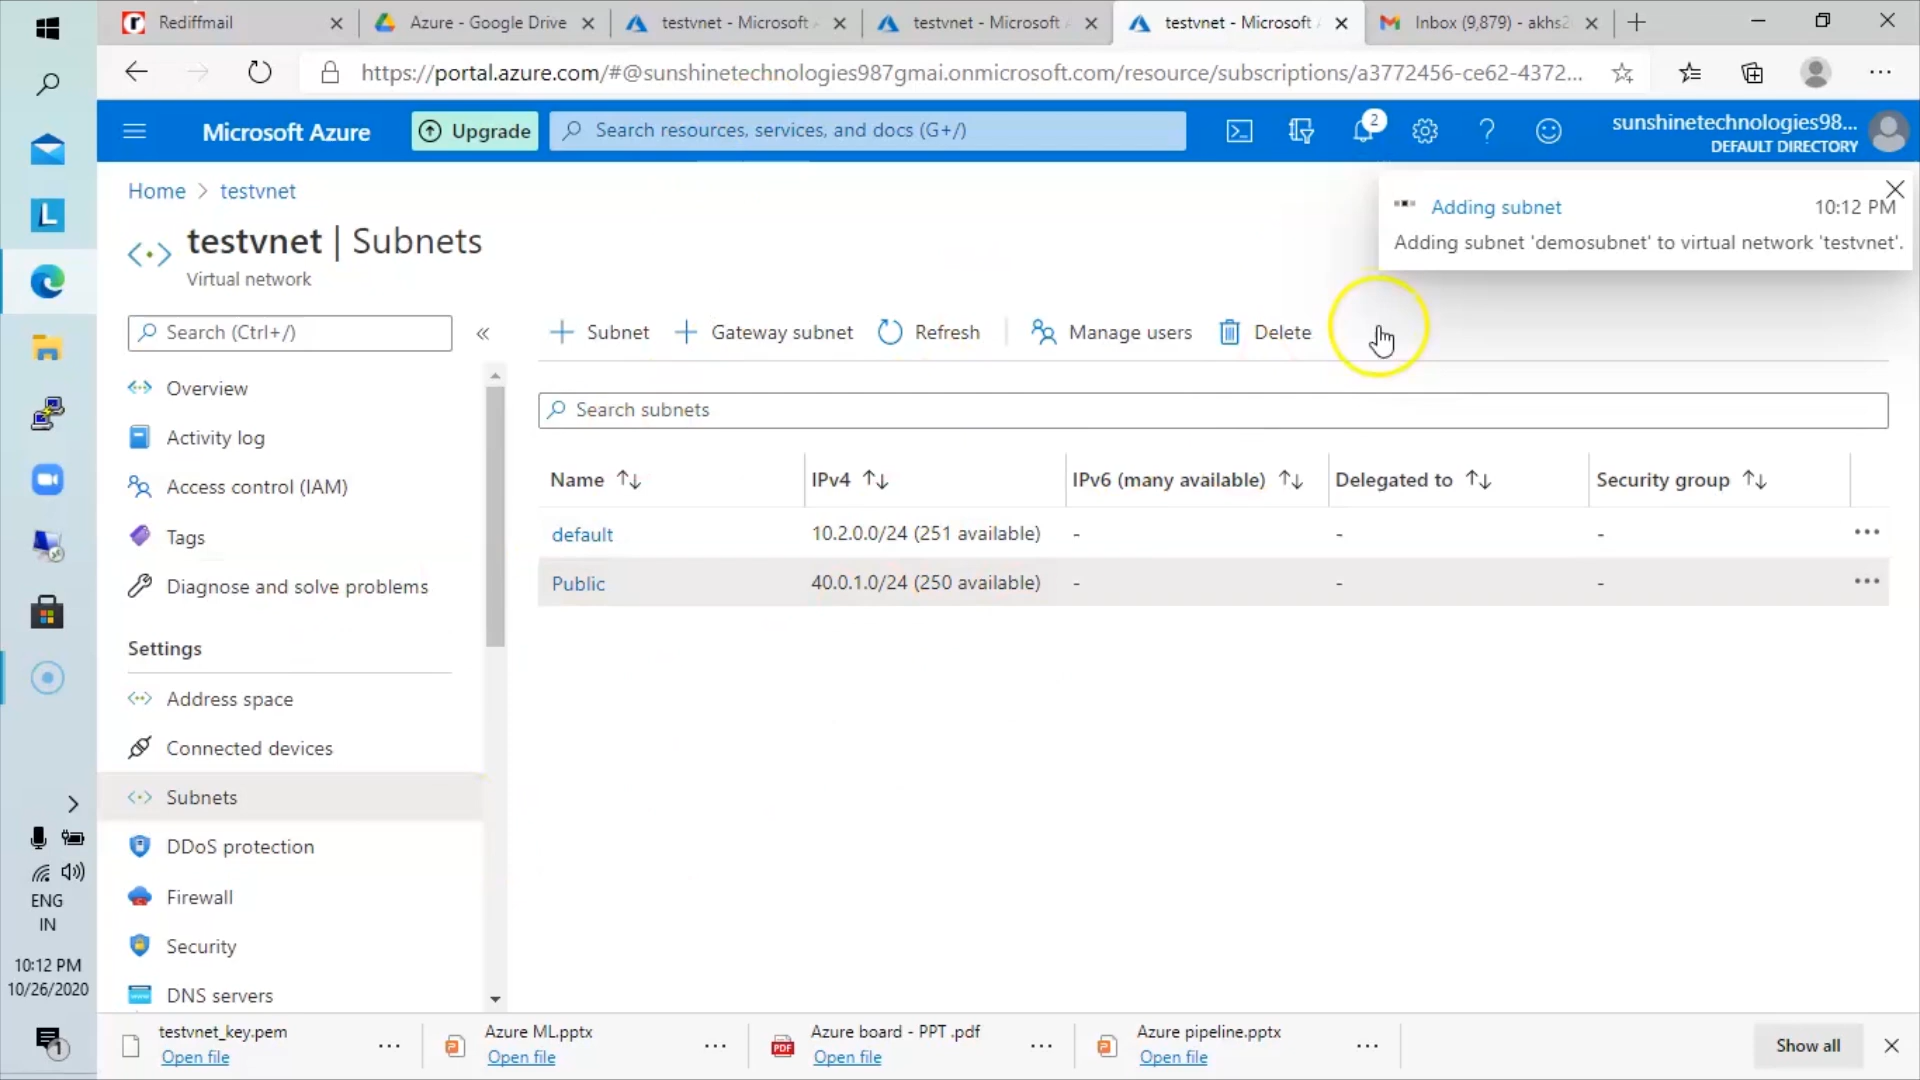 Rediffmail
Azure - Google Drive
testvnet - Microsoft
testvnet - Microsoft
testvnet - Microsoft
Inbox (9,879) - akhs
https://portal.azure.com/#@sunshinetechnologies987gmai.onmicrosoft.com/resource/subscriptions/a3772456-ce62-4372...
Microsoft Azure
Upgrade
Search resources, services, and docs (G+/)
2
sunshinetechnologies98...
DEFAULT DIRECTORY
Home > testvnet
Adding subnet
10:12 PM
Adding subnet 'demosubnet' to virtual network 'testvnet'.
testvnet | Subnets
Virtual network
Search (Ctrl+/)
«
+ Subnet
+ Gateway subnet
Refresh
Manage users
Delete
Overview
Activity log
Access control (IAM)
Tags
Diagnose and solve problems
Settings
Address space
Connected devices
Subnets
DDoS protection
Firewall
Security
DNS servers
Search subnets
Name ↑↓
IPv4 ↑↓
IPv6 (many available) ↑↓
Delegated to ↑↓
Security group ↑↓
default
10.2.0.0/24 (251 available)
-
-
-
...
Public
40.0.1.0/24 (250 available)
-
-
-
...
ENG
IN
10:12 PM
10/26/2020
1
testvnet_key.pem
Open file
...
Azure ML.pptx
Open file
...
PDF
Azure board - PPT .pdf
Open file
...
Azure pipeline.pptx
Open file
...
Show all